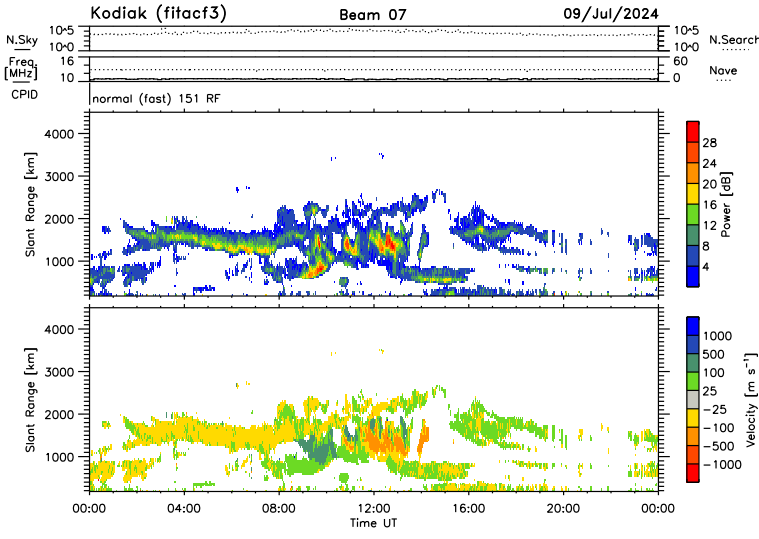 Kodiak (fitacf3) Beam 07 09/Jul/2024
N.Sky 10^5 10^0 10^5 10^0 N.Search
Freq. [MHz] 16 10 60 0 Nave
CPID normal (fast) 151 RF
Slant Range [km]
4000
3000
2000
1000
Power [dB]
28
24
20
16
12
8
4
Slant Range [km]
4000
3000
2000
1000
Velocity [m s⁻¹]
1000
500
100
25
−25
−100
−500
−1000
00:00 04:00 08:00 12:00 16:00 20:00 00:00
Time UT